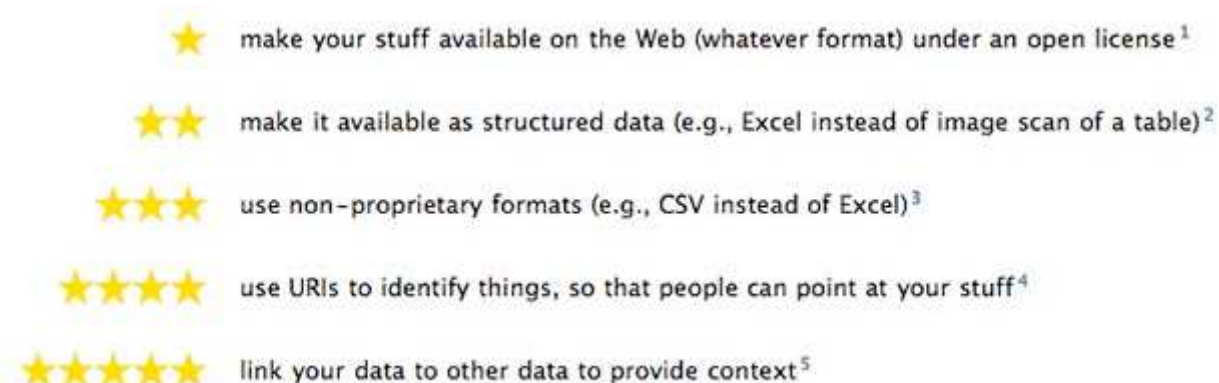 make your stuff available on the Web (whatever format) under an open license 1
make it available as structured data (e.g., Excel instead of image scan of a table) 2
use non-proprietary formats (e.g., CSV instead of Excel) 3
use URIs to identify things, so that people can point at your stuff 4
link your data to other data to provide context 5